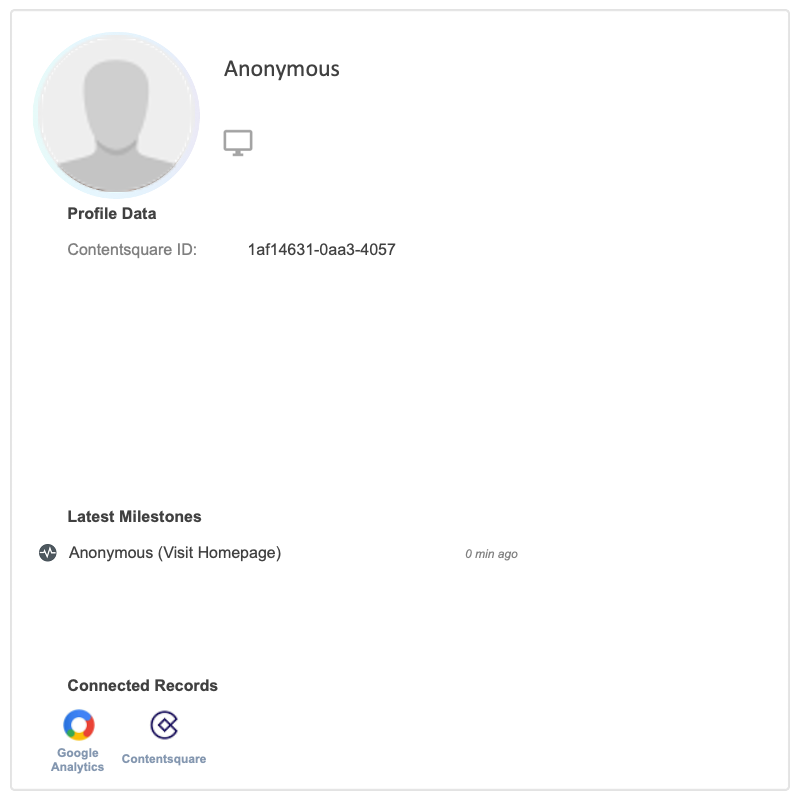 Anonymous
Profile Data
Contentsquare ID: 1af14631-0aa3-4057
Latest Milestones
Anonymous (Visit Homepage) 0 min ago
Connected Records
Google
Analytics
Contentsquare